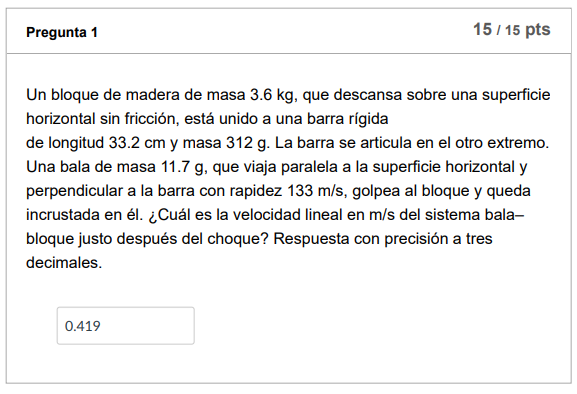 Pregunta 1
15 / 15 pts
Un bloque de madera de masa 3.6 kg, que descansa sobre una superficie
horizontal sin fricción, está unido a una barra rígida
de longitud 33.2 cm y masa 312 g. La barra se articula en el otro extremo.
Una bala de masa 11.7 g, que viaja paralela a la superficie horizontal y
perpendicular a la barra con rapidez 133 m/s, golpea al bloque y queda
incrustada en él. ¿Cuál es la velocidad lineal en m/s del sistema bala–
bloque justo después del choque? Respuesta con precisión a tres
decimales.
0.419